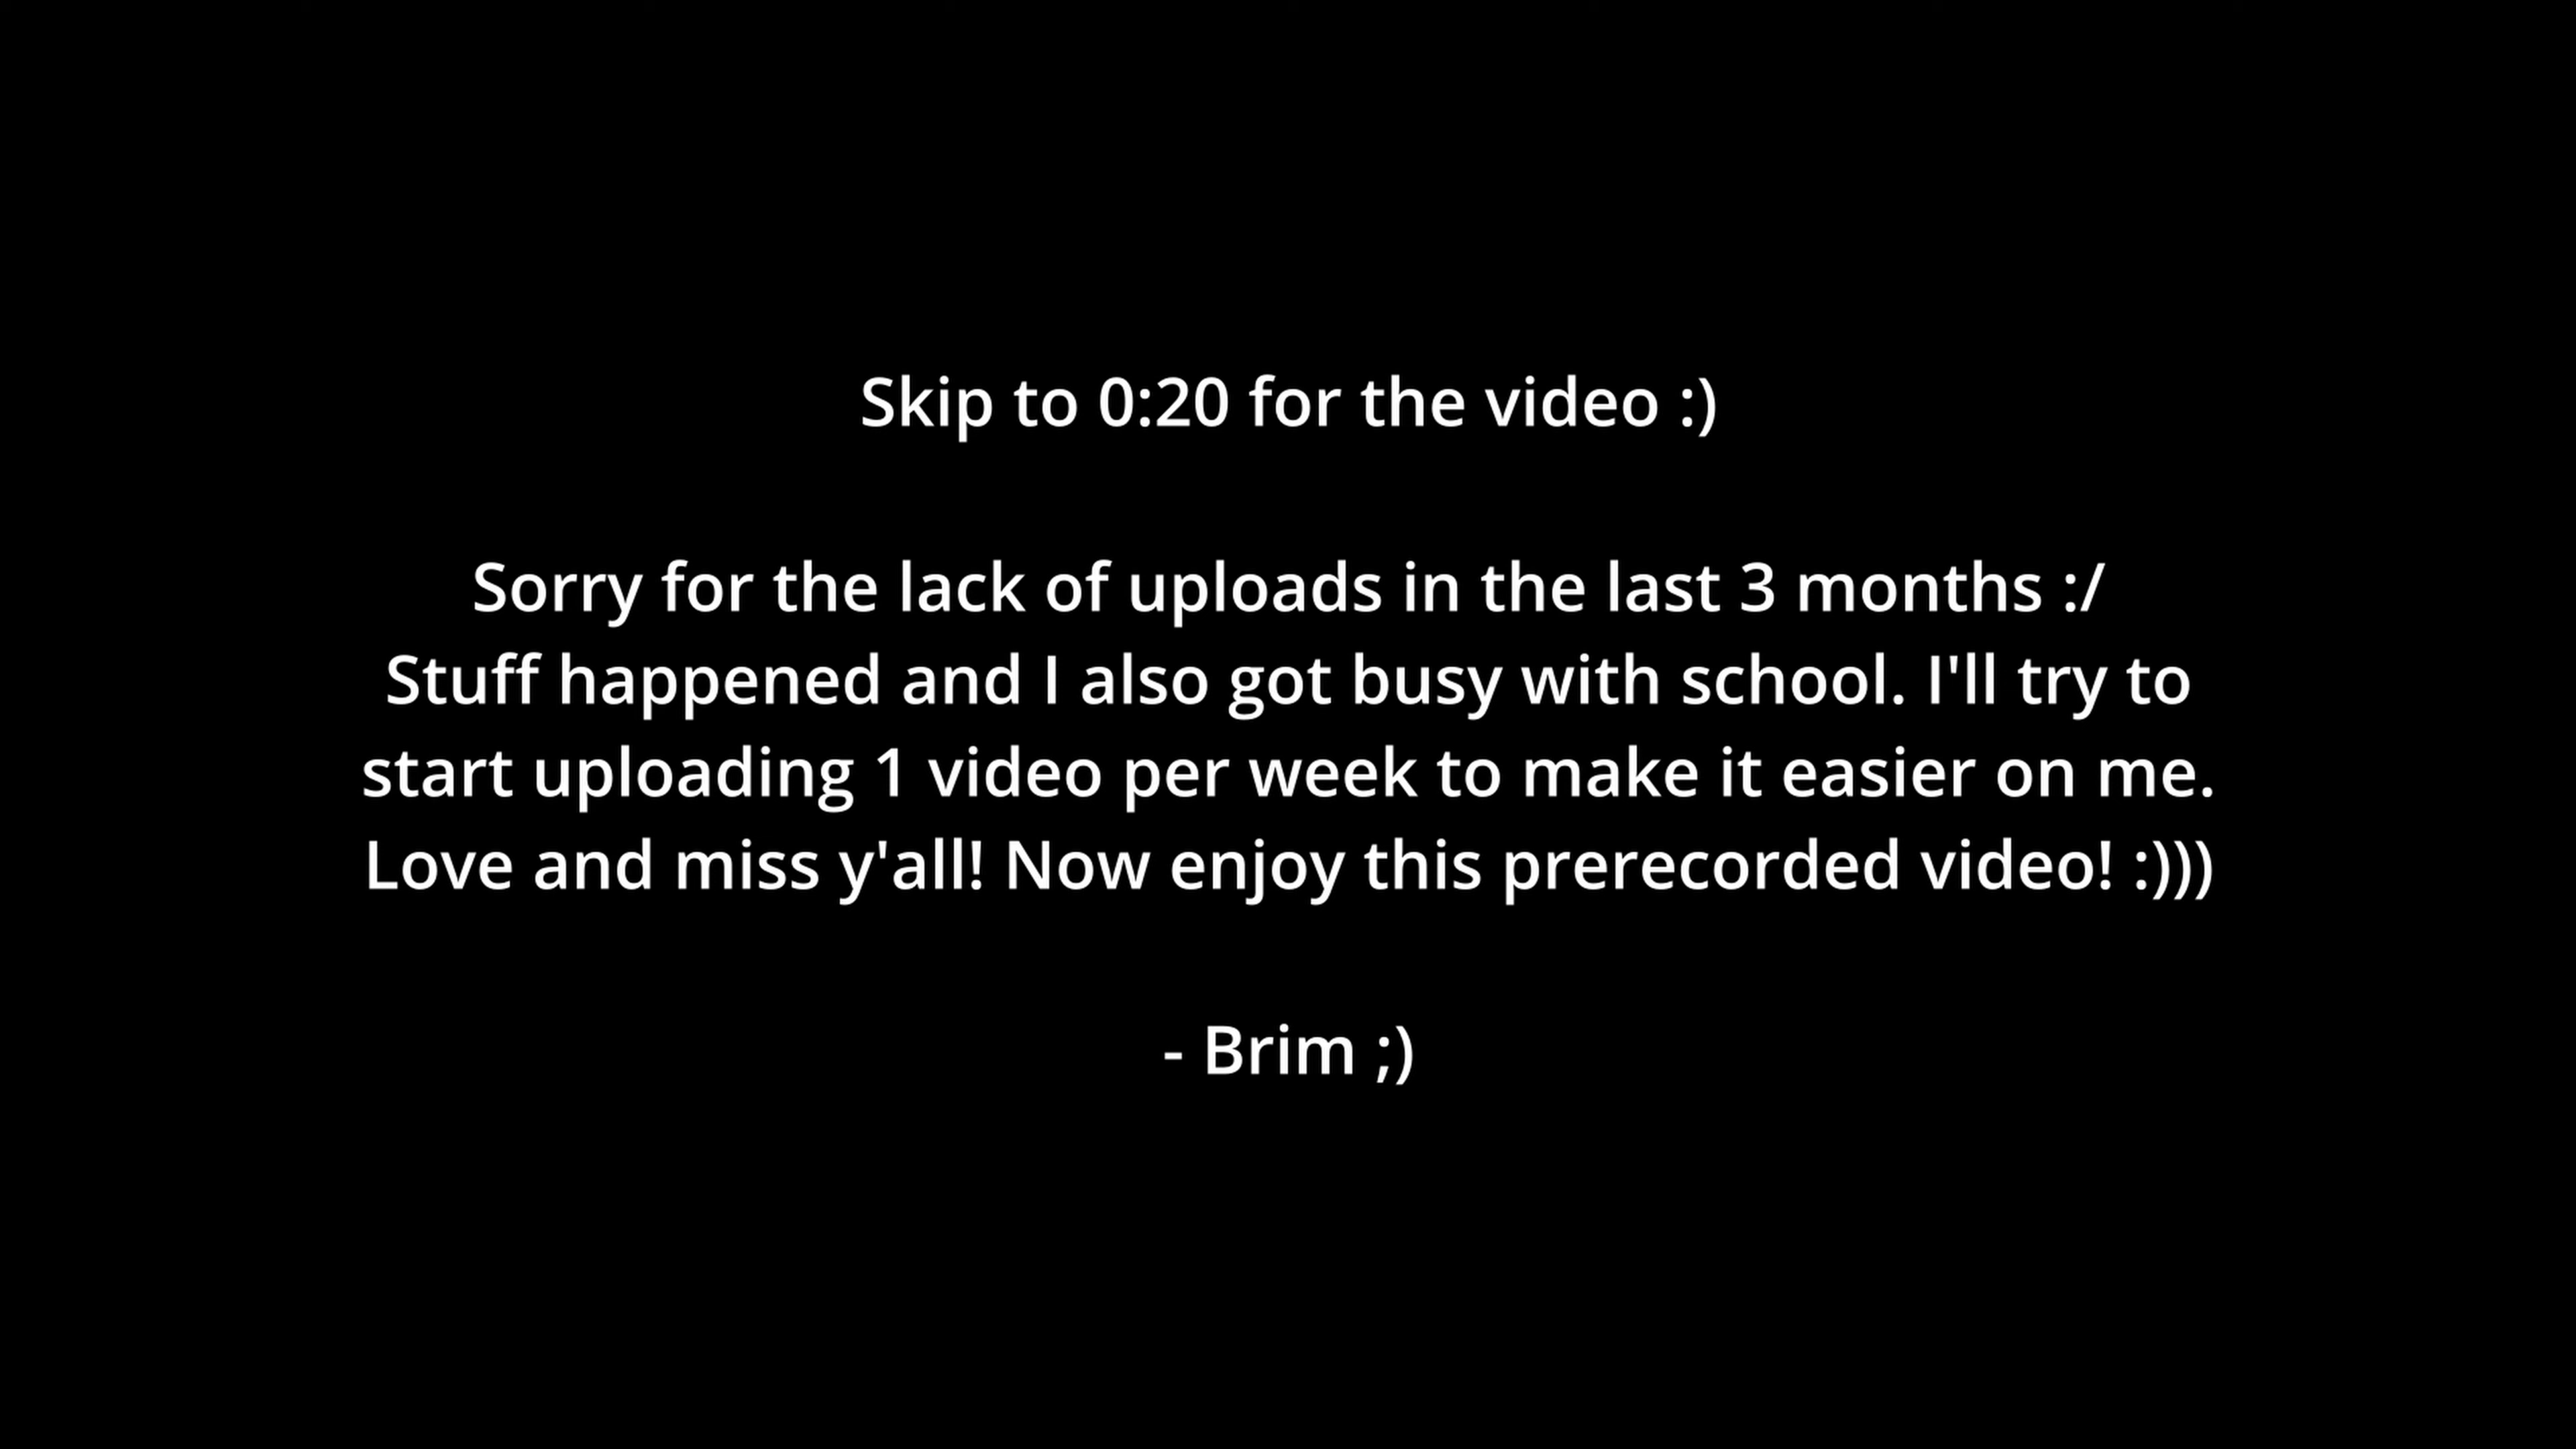 Skip to 0:20 for the video :)
Sorry for the lack of uploads in the last 3 months :/
Stuff happened and I also got busy with school. I'll try to
start uploading 1 video per week to make it easier on me.
Love and miss y'all! Now enjoy this prerecorded video! :)))
- Brim ;)